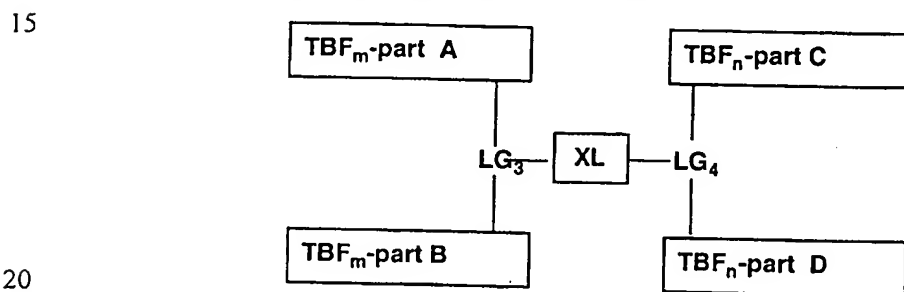 15
TBFm-part A TBFn-part C
LG3 XL LG4
TBFm-part B TBFn-part D
20